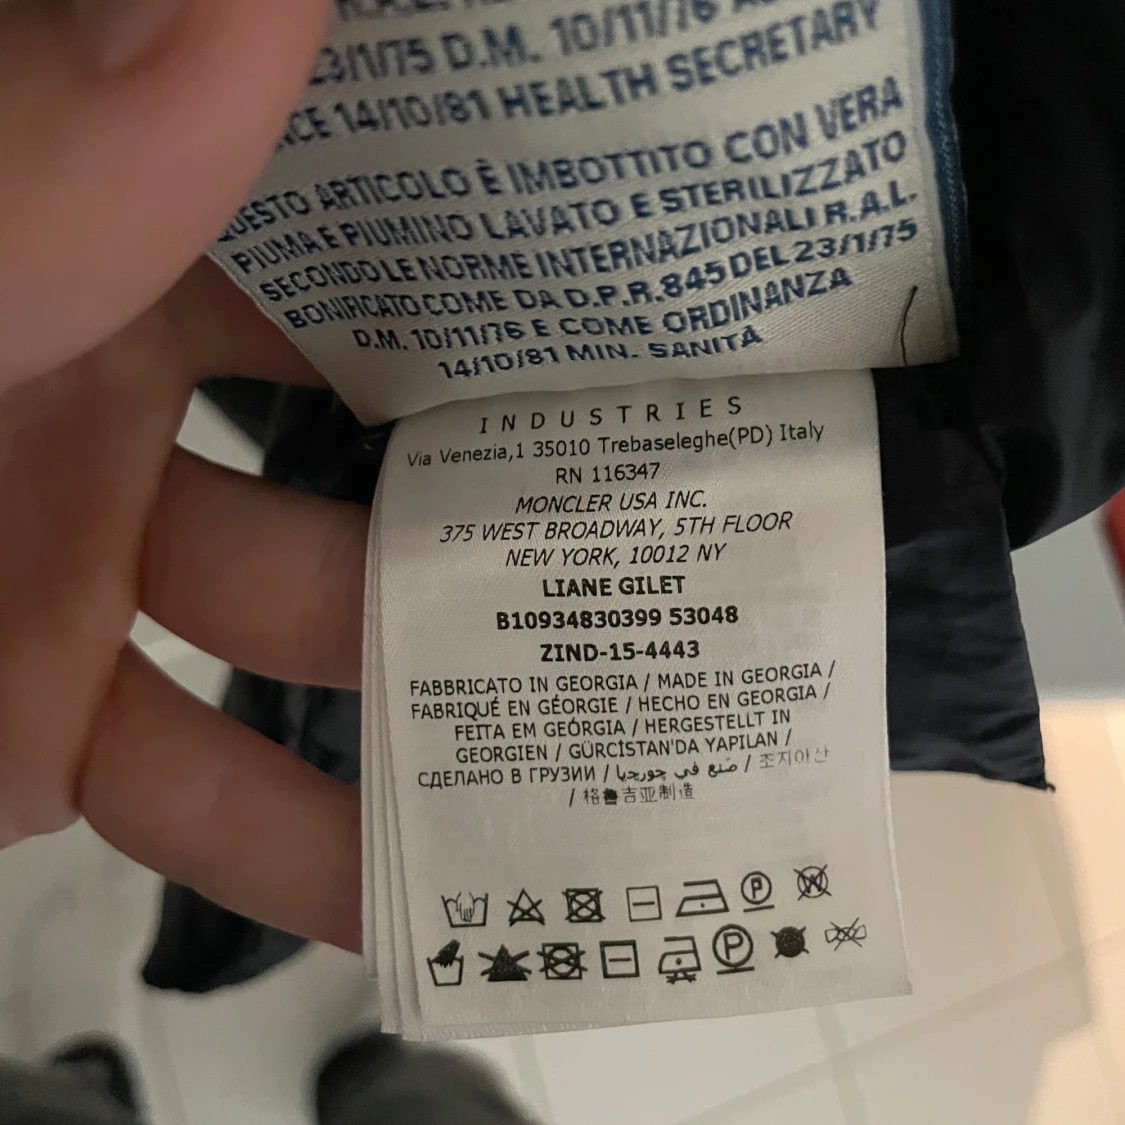 23/1/75 D.M. 10/11/76
14/10/81 HEALTH SECRETARY
QUESTO ARTICOLO È IMBOTTITO CON VERA
PIUMA E PIUMINO LAVATO E STERILIZZATO
SECONDO LE NORME INTERNAZIONALI R.A.L.
BONIFICATO COME DA D.P.R. 845 DEL 23/1/75
D.M. 10/11/76 E COME ORDINANZA
14/10/81 MIN. SANITÀ
INDUSTRIES
Via Venezia,1 35010 Trebaseleghe(PD) Italy
RN 116347
MONCLER USA INC.
375 WEST BROADWAY, 5TH FLOOR
NEW YORK, 10012 NY
LIANE GILET
B10934830399 53048
ZIND-15-4443
FABBRICATO IN GEORGIA / MADE IN GEORGIA /
FABRIQUÉ EN GÉORGIE / HECHO EN GEORGIA /
FEITA EM GEÓRGIA / HERGESTELLT IN
GEORGIEN / GÜRCİSTAN'DA YAPILAN /
СДЕЛАНО В ГРУЗИИ / صنع في جورجيا / 조지아산
/ 格鲁吉亚制造
P W
P